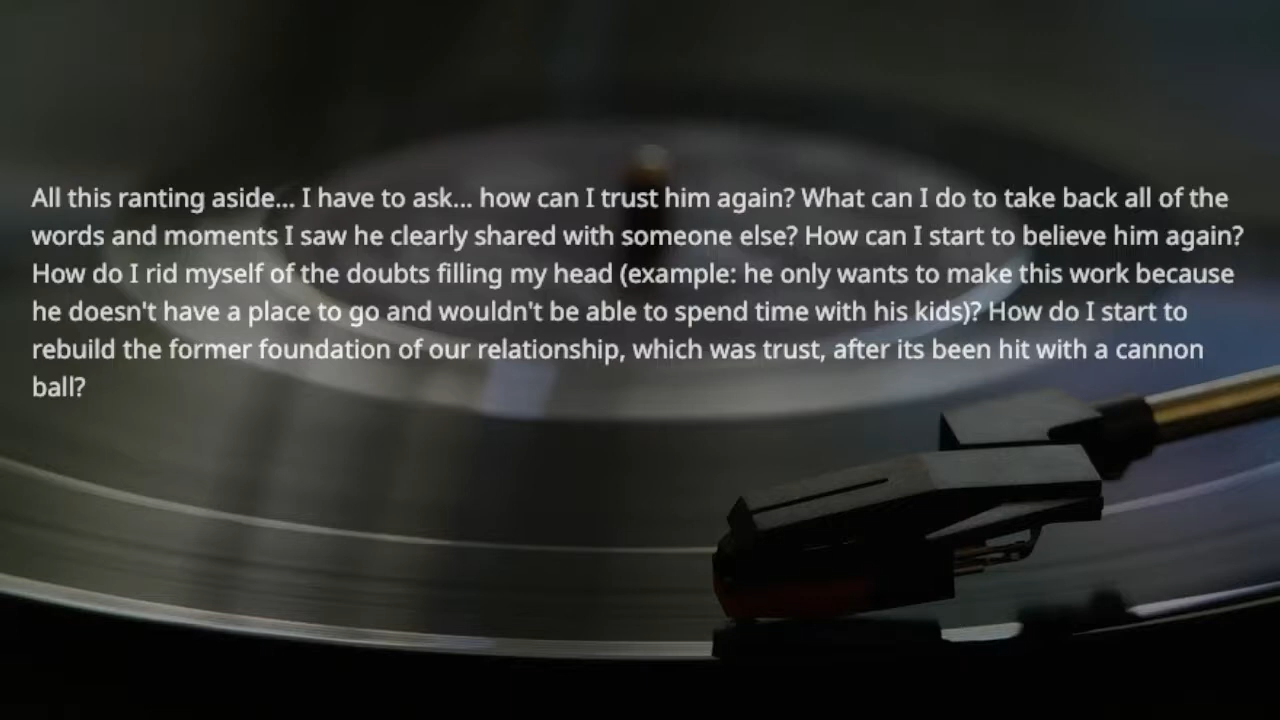 All this ranting aside... I have to ask... how can I trust him again? What can I do to take back all of the
words and moments I saw he clearly shared with someone else? How can I start to believe him again?
How do I rid myself of the doubts filling my head (example: he only wants to make this work because
he doesn't have a place to go and wouldn't be able to spend time with his kids)? How do I start to
rebuild the former foundation of our relationship, which was trust, after its been hit with a cannon
ball?